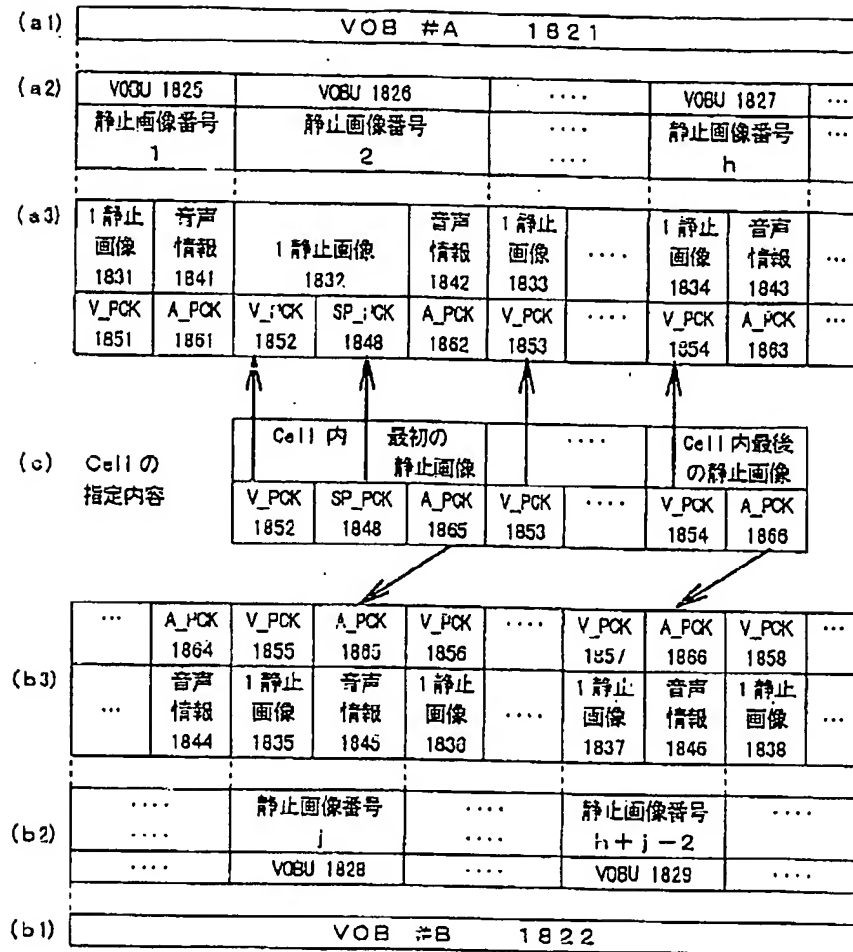 (a1) VOB #A 1821
(a2) VOBU 1825 VOBU 1826 .... VOBU 1827 ...
静止画像番号 静止画像番号 .... 静止画像番号 ...
1 2 .... h
(a3) 1静止 音声 1静止画像 音声 1静止 .... 1静止 音声 ...
画像 情報 1832 情報 画像 画像 情報
1831 1841 1842 1833 1834 1843
V_PCK A_PCK V_PCK SP_PCK A_PCK V_PCK .... V_PCK A_PCK ...
1851 1861 1852 1848 1862 1853 1854 1863
(c) Cellの
指定内容
Cell内 最初の .... Cell内最後
静止画像 の静止画像
V_PCK SP_PCK A_PCK V_PCK .... V_PCK A_PCK
1852 1848 1865 1853 1854 1866
... A_PCK V_PCK A_PCK V_PCK .... V_PCK A_PCK V_PCK ...
1864 1855 1865 1856 1857 1866 1858
(b3) ... 音声 1静止 音声 1静止 .... 1静止 音声 1静止 ...
情報 画像 情報 画像 画像 情報 画像
1844 1835 1845 1836 1837 1846 1838
(b2) .... 静止画像番号 .... 静止画像番号 ....
.... j .... h+j-2
.... VOBU 1828 .... VOBU 1829 ....
(b1) VOB #B 1822